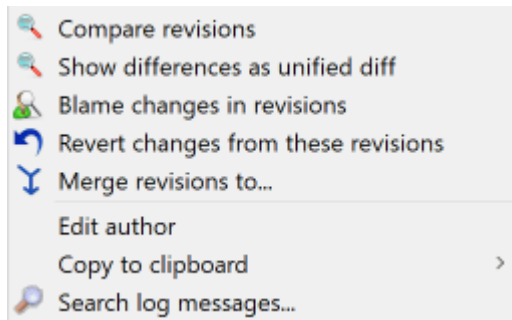 Compare revisions
Show differences as unified diff
Blame changes in revisions
Revert changes from these revisions
Merge revisions to...
Edit author
Copy to clipboard
Search log messages...